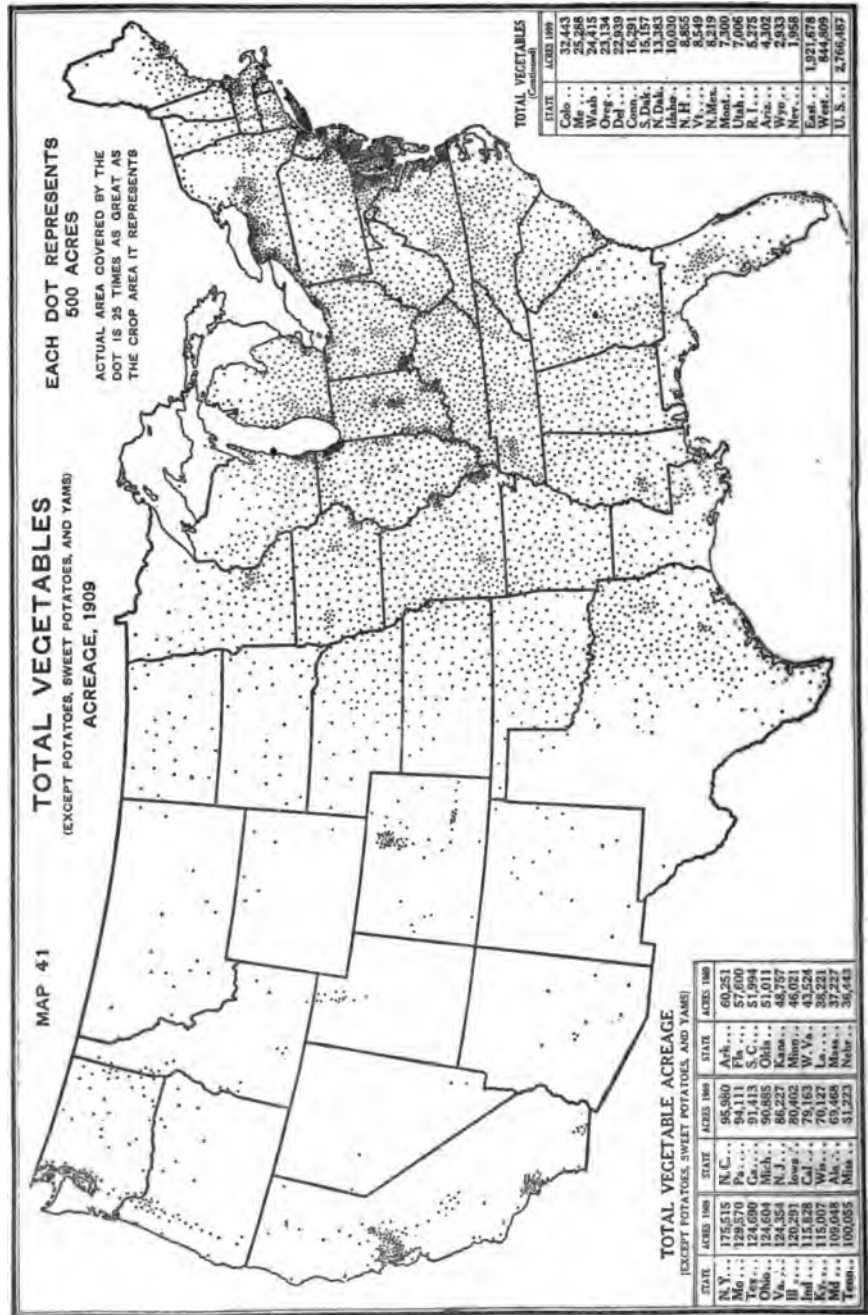 MAP 41
TOTAL VEGETABLES
(EXCEPT POTATOES, SWEET POTATOES, AND YAMS)
ACREAGE, 1909
EACH DOT REPRESENTS
500 ACRES
ACTUAL AREA COVERED BY THE
DOT IS 25 TIMES AS GREAT AS
THE CROP AREA IT REPRESENTS
TOTAL VEGETABLE ACREAGE
(EXCEPT POTATOES, SWEET POTATOES, AND YAMS)
STATE ACRES 1909 STATE ACRES 1909 STATE ACRES 1909
N.Y... 175,515 N.C... 95,980 Ark... 60,251
Mo... 129,570 Pa... 94,111 Fla... 57,600
Tex... 124,690 Ga... 91,413 S.C... 51,994
Ohio... 124,604 Mich... 90,885 Okla... 51,011
Va... 124,354 N.J... 86,227 Kans... 48,757
Ill... 120,291 Iowa... 80,402 Minn... 46,021
Ind... 115,828 Cal... 79,163 W.Va... 43,524
Ky... 115,007 Wis... 70,127 La... 38,221
Md... 109,048 Ala... 69,468 Mass... 37,227
Tenn... 100,055 Miss 61,223 Nebr... 36,443
TOTAL VEGETABLES
(Continued)
STATE ACRES 1909
Colo... 32,443
Me... 25,288
Wash 24,415
Oreg... 23,134
Del... 22,939
Conn... 16,291
S.Dak. 15,157
N.Dak. 13,383
Idaho.. 10,030
N.H... 8,855
Vt... 8,549
N.Mex. 8,219
Mont.. 7,300
Utah.. 7,006
R.I... 5,275
Ariz... 4,302
Wyo... 2,933
Nev... 1,958
East... 1,921,678
West.. 844,809
U.S... 2,766,487